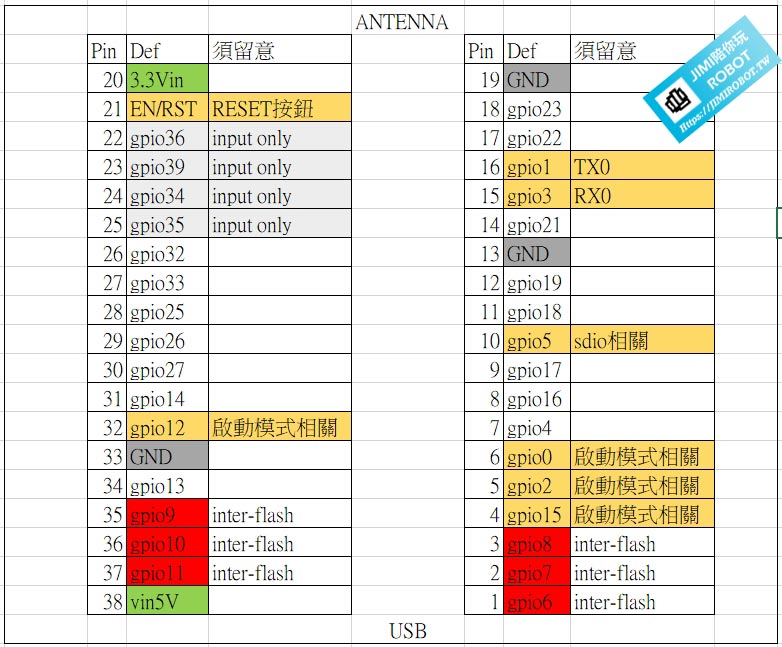 ANTENNA
Pin Def 須留意 Pin Def 須留意
20 3.3Vin 19 GND
21 EN/RST RESET按鈕 18 gpio23
22 gpio36 input only 17 gpio22
23 gpio39 input only 16 gpio1 TX0
24 gpio34 input only 15 gpio3 RX0
25 gpio35 input only 14 gpio21
26 gpio32 13 GND
27 gpio33 12 gpio19
28 gpio25 11 gpio18
29 gpio26 10 gpio5 sdio相關
30 gpio27 9 gpio17
31 gpio14 8 gpio16
32 gpio12 啟動模式相關 7 gpio4
33 GND 6 gpio0 啟動模式相關
34 gpio13 5 gpio2 啟動模式相關
35 gpio9 inter-flash 4 gpio15 啟動模式相關
36 gpio10 inter-flash 3 gpio8 inter-flash
37 gpio11 inter-flash 2 gpio7 inter-flash
38 vin5V 1 gpio6 inter-flash
USB
JIMI陪你玩
ROBOT
Https://JIMIROBOT.TW